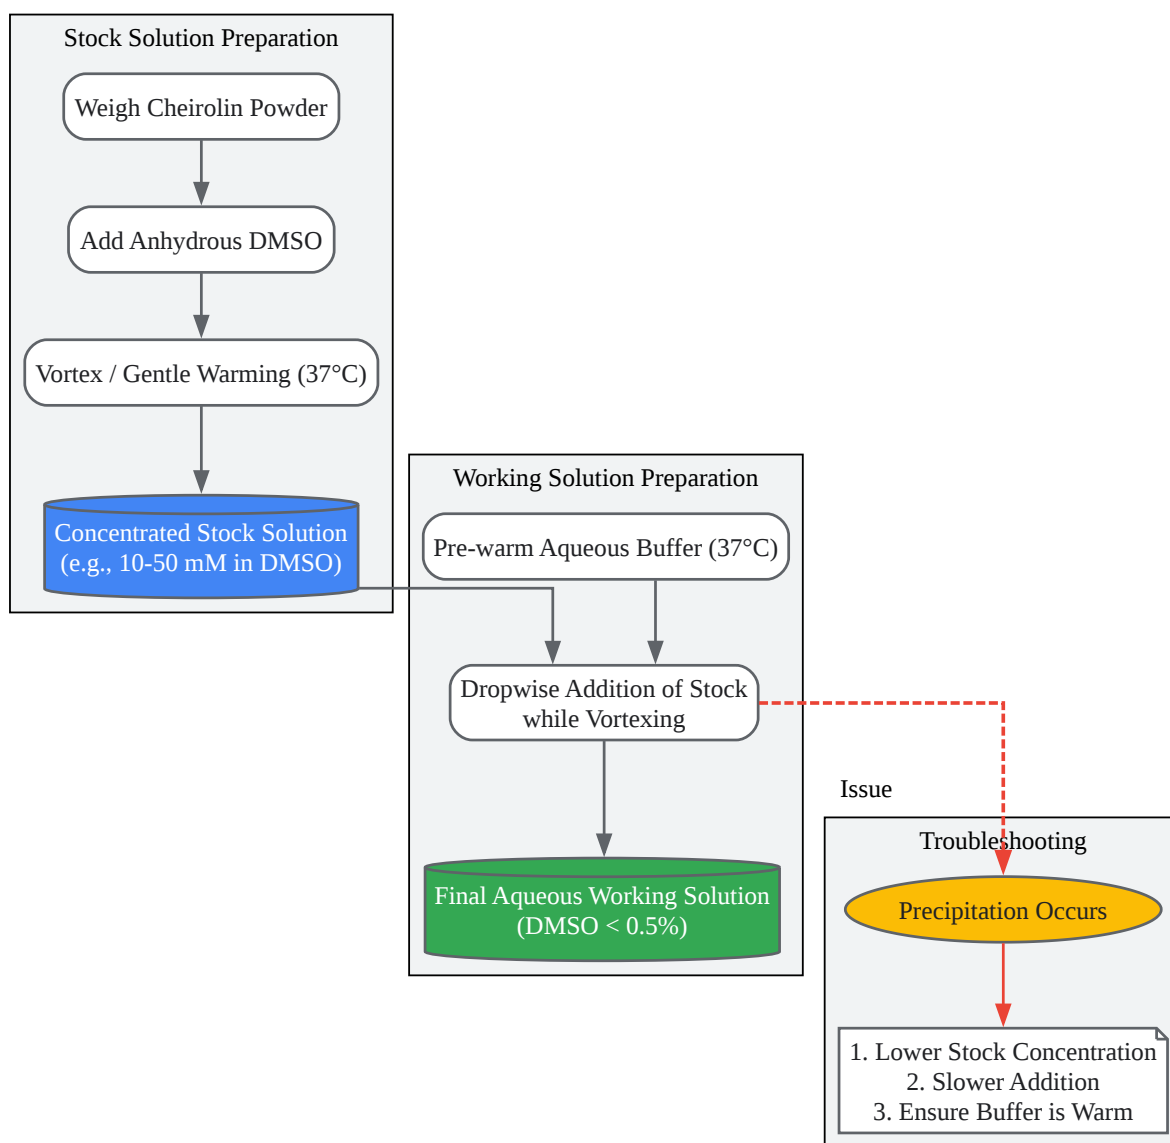 Stock Solution Preparation
Weigh Cheirolin Powder
Add Anhydrous DMSO
Vortex / Gentle Warming (37°C)
Concentrated Stock Solution
(e.g., 10-50 mM in DMSO)
Working Solution Preparation
Pre-warm Aqueous Buffer (37°C)
Dropwise Addition of Stock
while Vortexing
Final Aqueous Working Solution
(DMSO < 0.5%)
Issue
Troubleshooting
Precipitation Occurs
1. Lower Stock Concentration
2. Slower Addition
3. Ensure Buffer is Warm